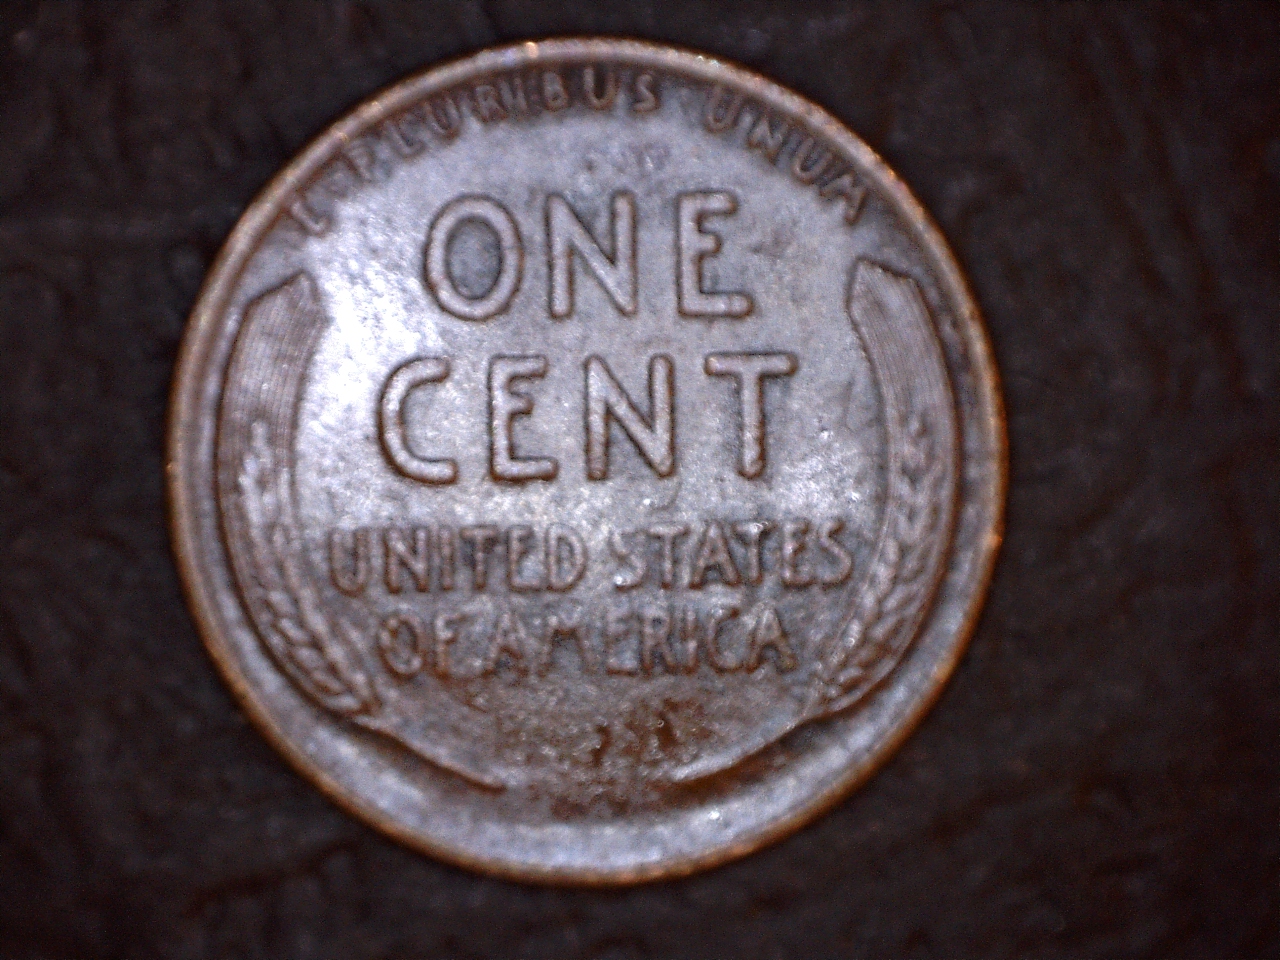 E PLURIBUS UNUM
ONE
CENT
UNITED STATES
OF AMERICA